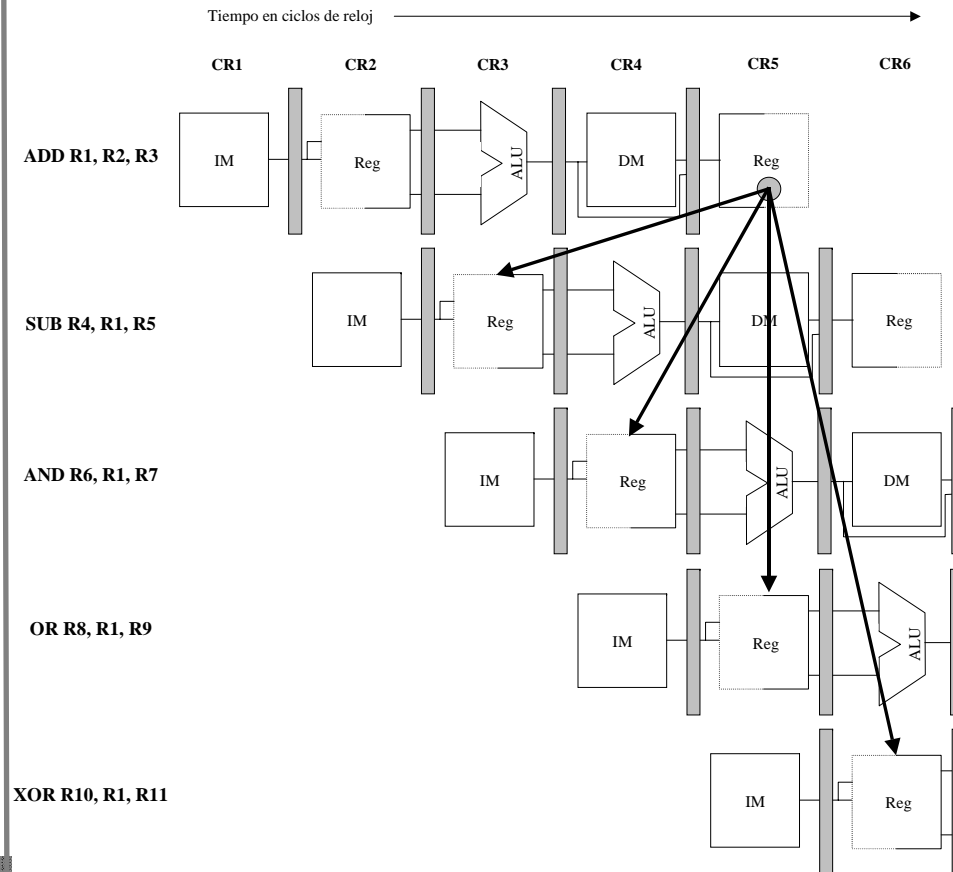 Tiempo en ciclos de reloj
CR1 CR2 CR3 CR4 CR5 CR6
ADD R1, R2, R3 IM Reg ALU DM Reg
SUB R4, R1, R5 IM Reg ALU DM Reg
AND R6, R1, R7 IM Reg ALU DM
OR R8, R1, R9 IM Reg ALU
XOR R10, R1, R11 IM Reg